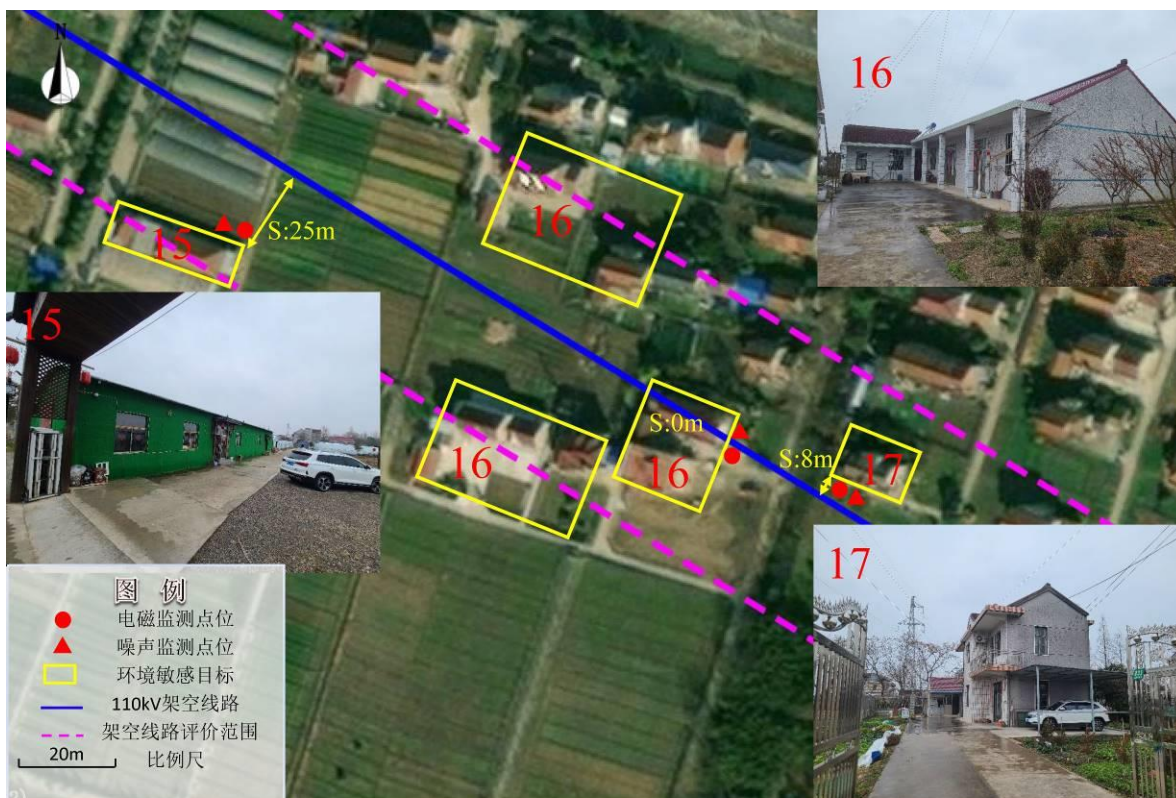 N
16
16
15
S:25m
15
S:0m
16
16
S:8m
17
17
图 例
电磁监测点位
噪声监测点位
环境敏感目标
110kV架空线路
架空线路评价范围
20m
比例尺